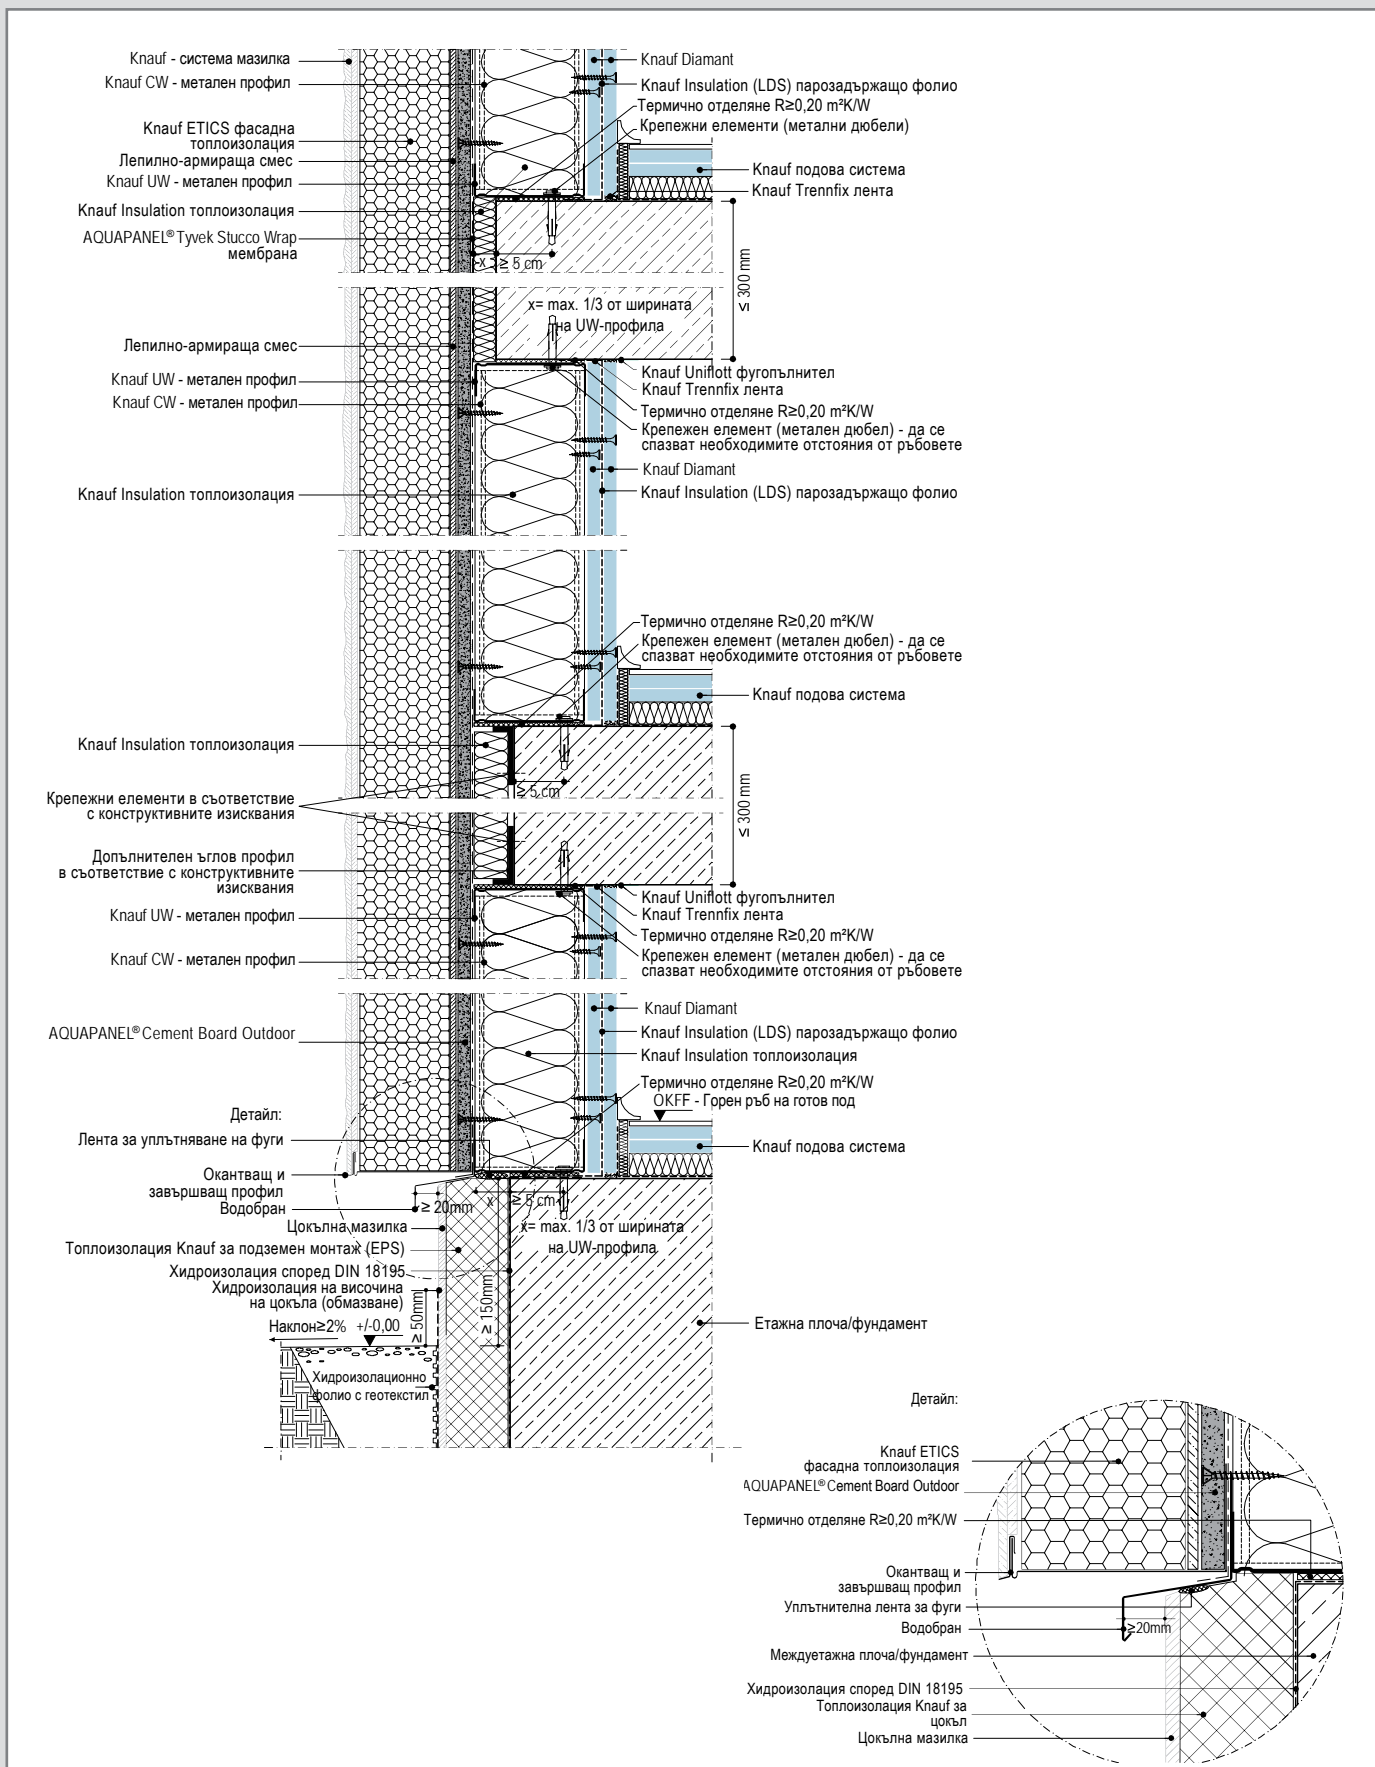 Knauf - система мазилка
Knauf CW - метален профил
Knauf ETICS фасадна
топлоизолация
Лепилно-армираща смес
Knauf UW - метален профил
Knauf Insulation топлоизолация
AQUAPANEL® Tyvek Stucco Wrap
мембрана
Knauf Diamant
Knauf Insulation (LDS) парозадържащо фолио
Термично отделяне R≥0,20 m²K/W
Крепежни елементи (метални дюбели)
Knauf подова система
Knauf Trennfix лента
x
≥ 5 cm
≤ 300 mm
x= max. 1/3 от ширината
на UW-профила
Лепилно-армираща смес
Knauf UW - метален профил
Knauf CW - метален профил
Knauf Insulation топлоизолация
Knauf Uniflott фугопълнител
Knauf Trennfix лента
Термично отделяне R≥0,20 m²K/W
Крепежен елемент (метален дюбел) - да се
спазват необходимите отстояния от ръбовете
Knauf Diamant
Knauf Insulation (LDS) парозадържащо фолио
Термично отделяне R≥0,20 m²K/W
Крепежен елемент (метален дюбел) - да се
спазват необходимите отстояния от ръбовете
Knauf подова система
Knauf Insulation топлоизолация
Крепежни елементи в съответствие
с конструктивните изисквания
Допълнителен ъглов профил
в съответствие с конструктивните
изисквания
Knauf UW - метален профил
Knauf CW - метален профил
≥ 5 cm
≤ 300 mm
Knauf Uniflott фугопълнител
Knauf Trennfix лента
Термично отделяне R≥0,20 m²K/W
Крепежен елемент (метален дюбел) - да се
спазват необходимите отстояния от ръбовете
Knauf Diamant
Knauf Insulation (LDS) парозадържащо фолио
Knauf Insulation топлоизолация
Термично отделяне R≥0,20 m²K/W
OKFF - Горен ръб на готов под
Knauf подова система
AQUAPANEL® Cement Board Outdoor
Детайл:
Лента за уплътняване на фуги
Окантващ и
завършващ профил
Водобран
Цокълна мазилка
Топлоизолация Knauf за подземен монтаж (EPS)
Хидроизолация според DIN 18195
Хидроизолация на височина
на цокъла (обмазване)
Наклон≥2% +/-0,00
Хидроизолационно
фолио с геотекстил
≥ 20mm
x
≥ 5 cm
x= max. 1/3 от ширината
на UW-профила
≥ 50mm
≥ 150mm
Етажна плоча/фундамент
Детайл:
Knauf ETICS
фасадна топлоизолация
AQUAPANEL® Cement Board Outdoor
Термично отделяне R≥0,20 m²K/W
Окантващ и
завършващ профил
Уплътнителна лента за фуги
Водобран
≥20mm
Междуетажна плоча/фундамент
Хидроизолация според DIN 18195
Топлоизолация Knauf за
цокъл
Цокълна мазилка